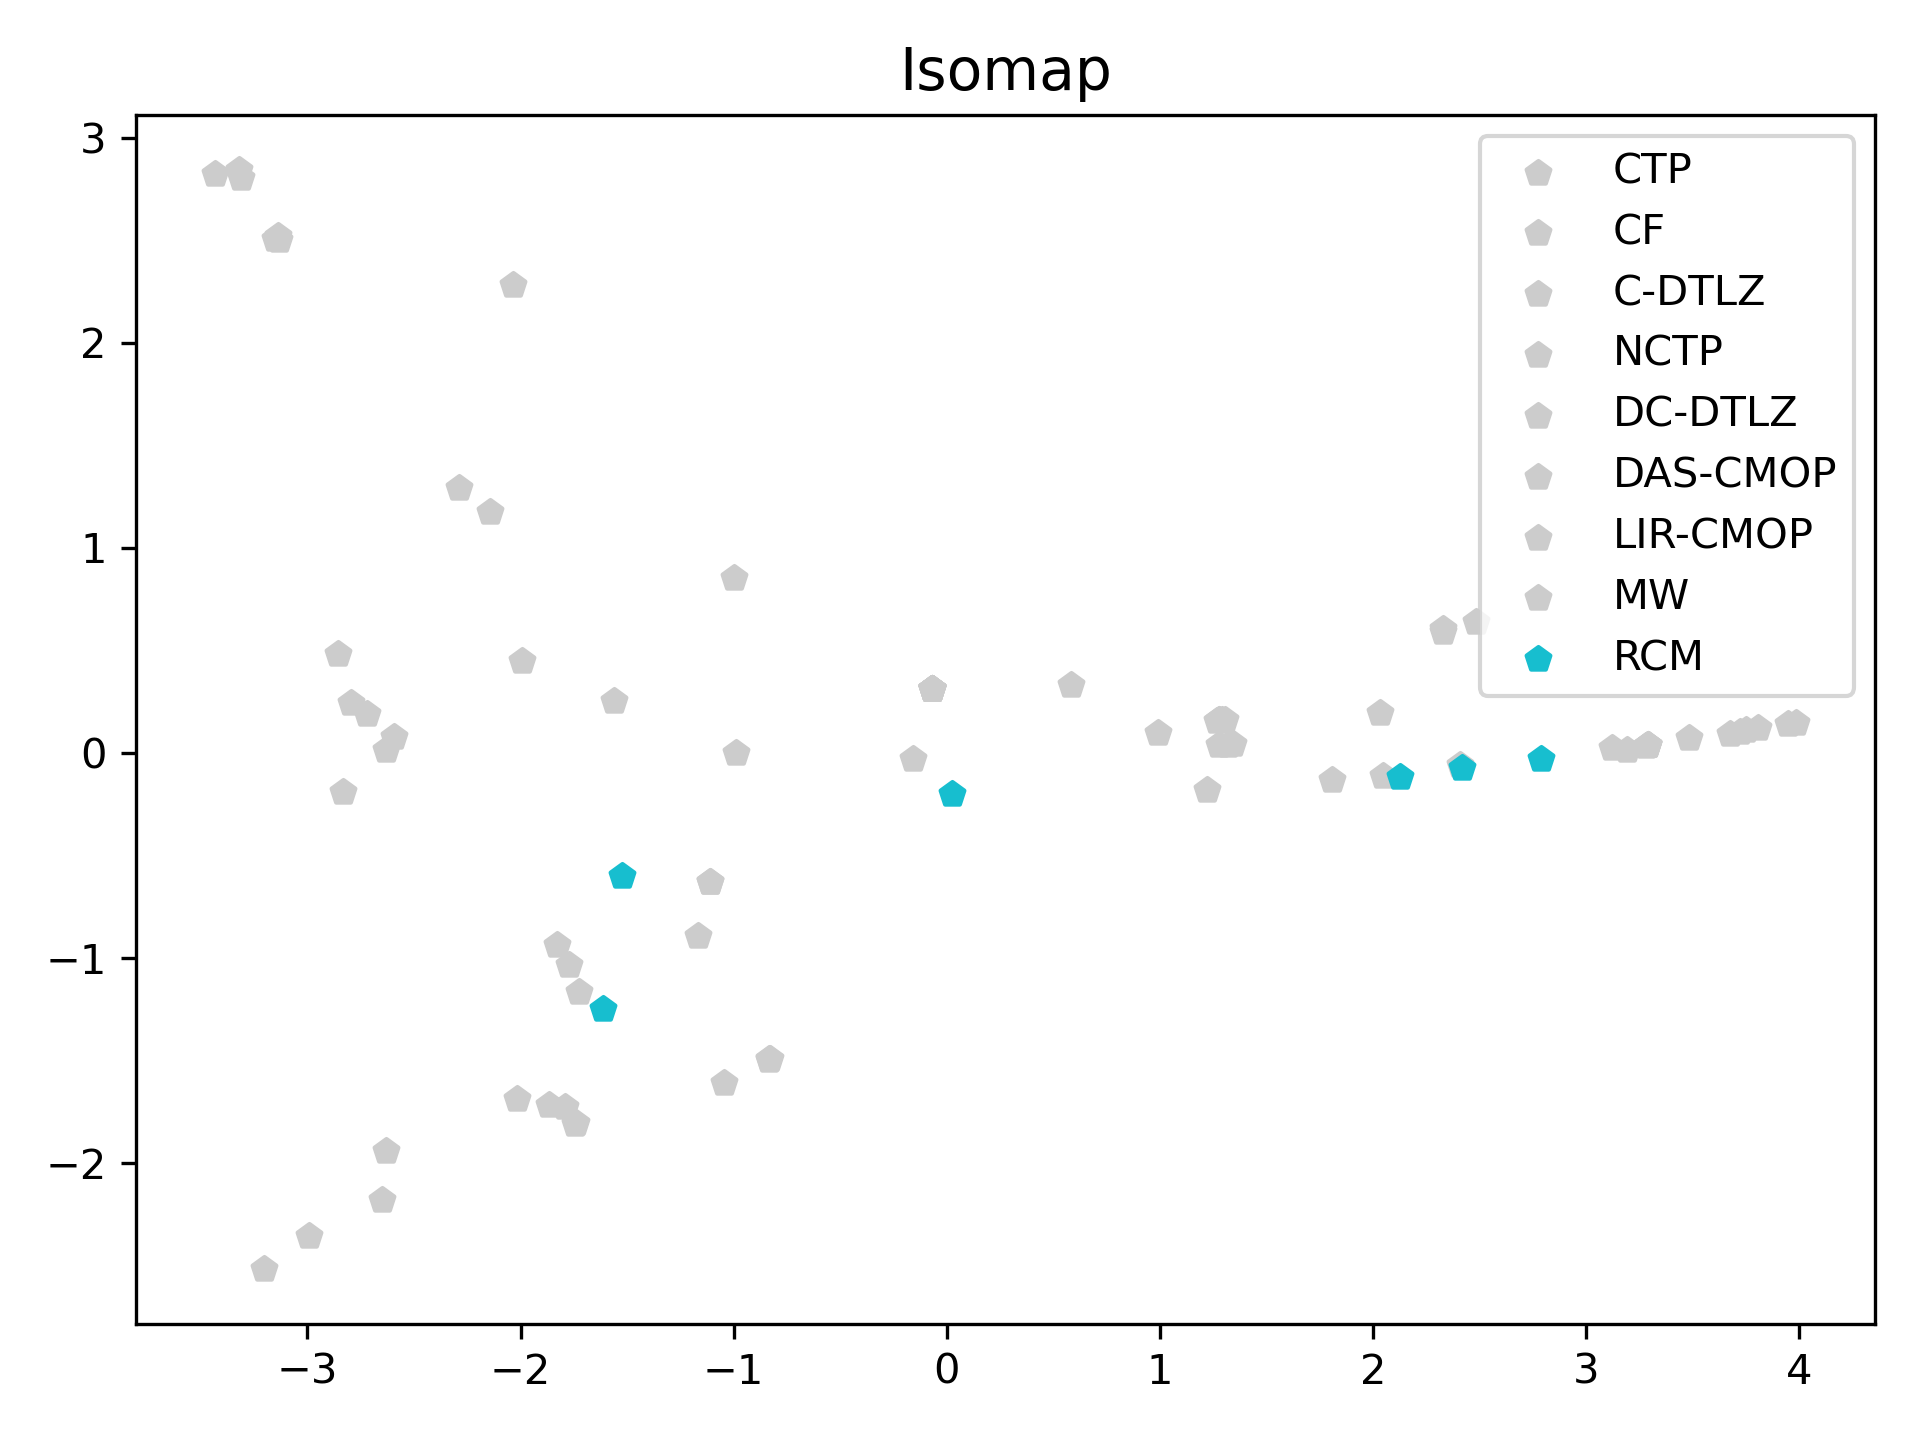 Isomap
3
2
1
0
−1
−2
−3 −2 −1 0 1 2 3 4
CTP
CF
C-DTLZ
NCTP
DC-DTLZ
DAS-CMOP
LIR-CMOP
MW
RCM